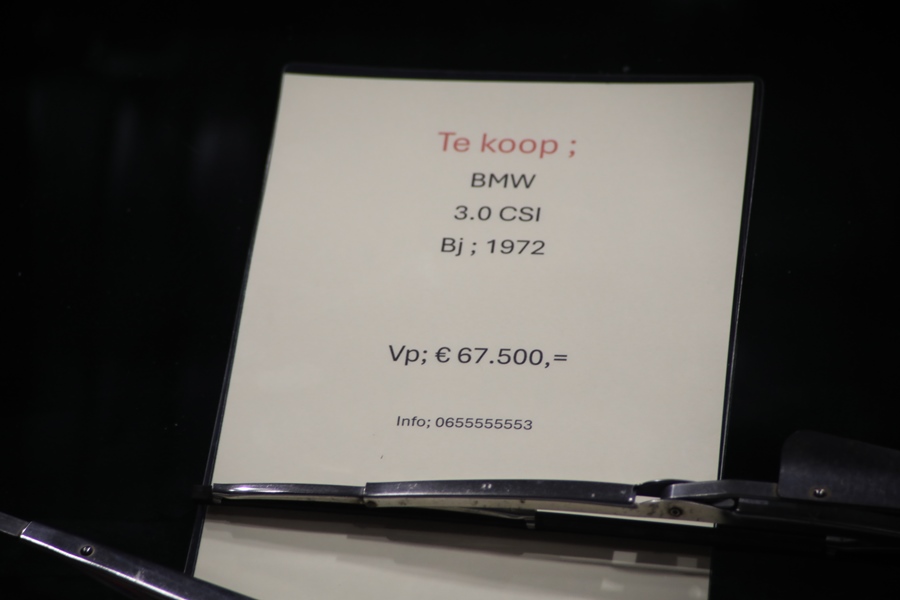 Te koop ;
BMW
3.0 CSI
Bj ; 1972
Vp; € 67.500,=
Info; 0655555553